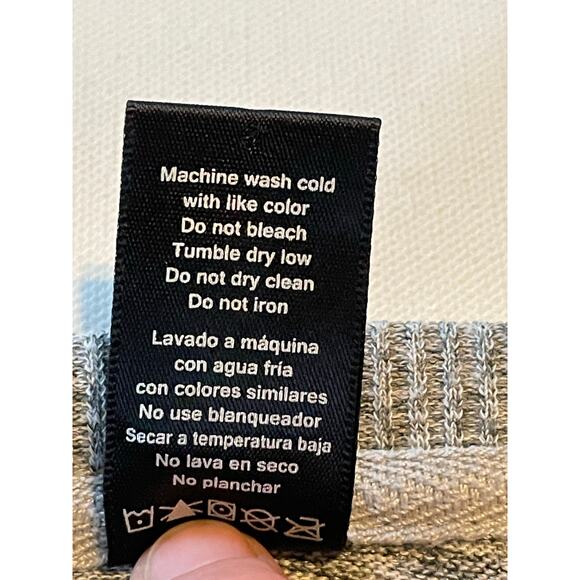 Machine wash cold
with like color
Do not bleach
Tumble dry low
Do not dry clean
Do not iron
Lavado a máquina
con agua fría
con colores similares
No use blanqueador
Secar a temperatura baja
No lava en seco
No planchar